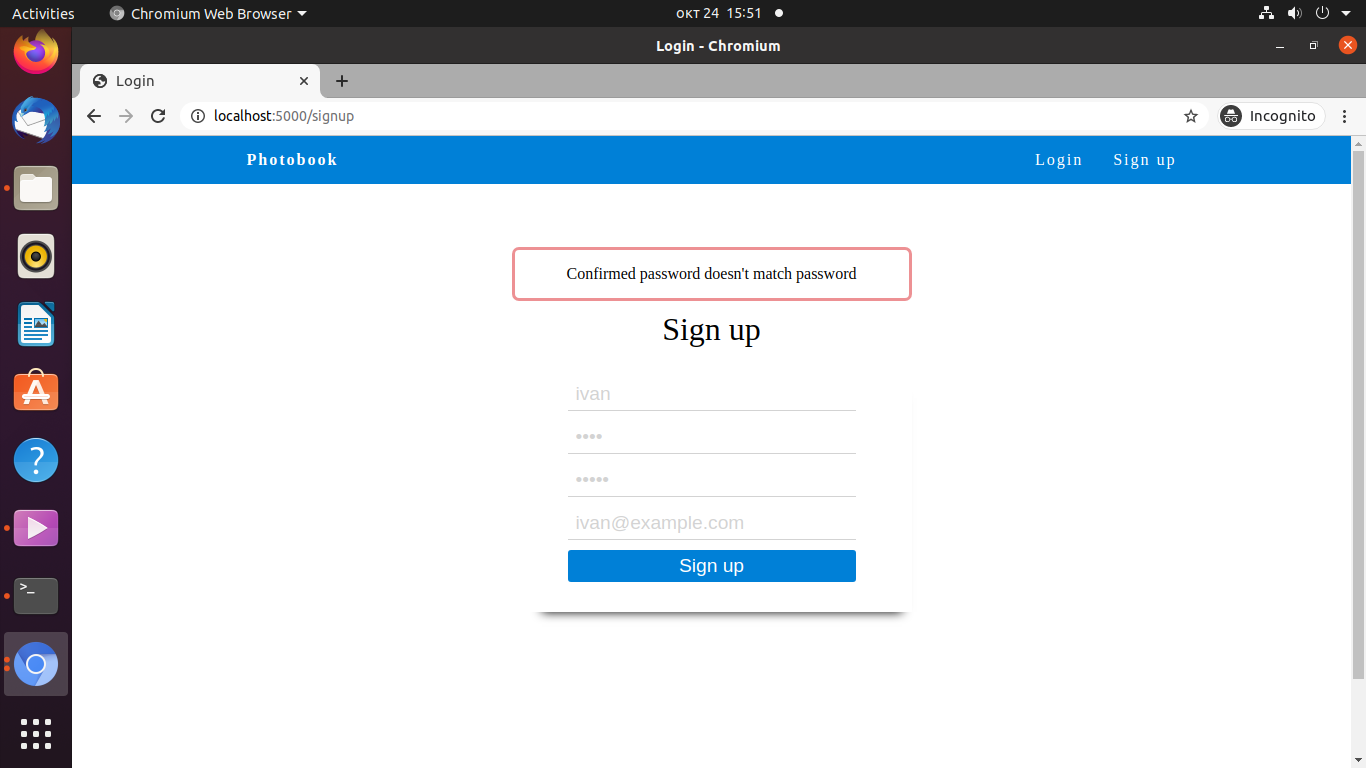 Activities
Chromium Web Browser
окт 24 15:51
Login - Chromium
Login
localhost:5000/signup
Incognito
Photobook
Login
Sign up
Confirmed password doesn't match password
Sign up
ivan
••••
•••••
ivan@example.com
Sign up
>_
?